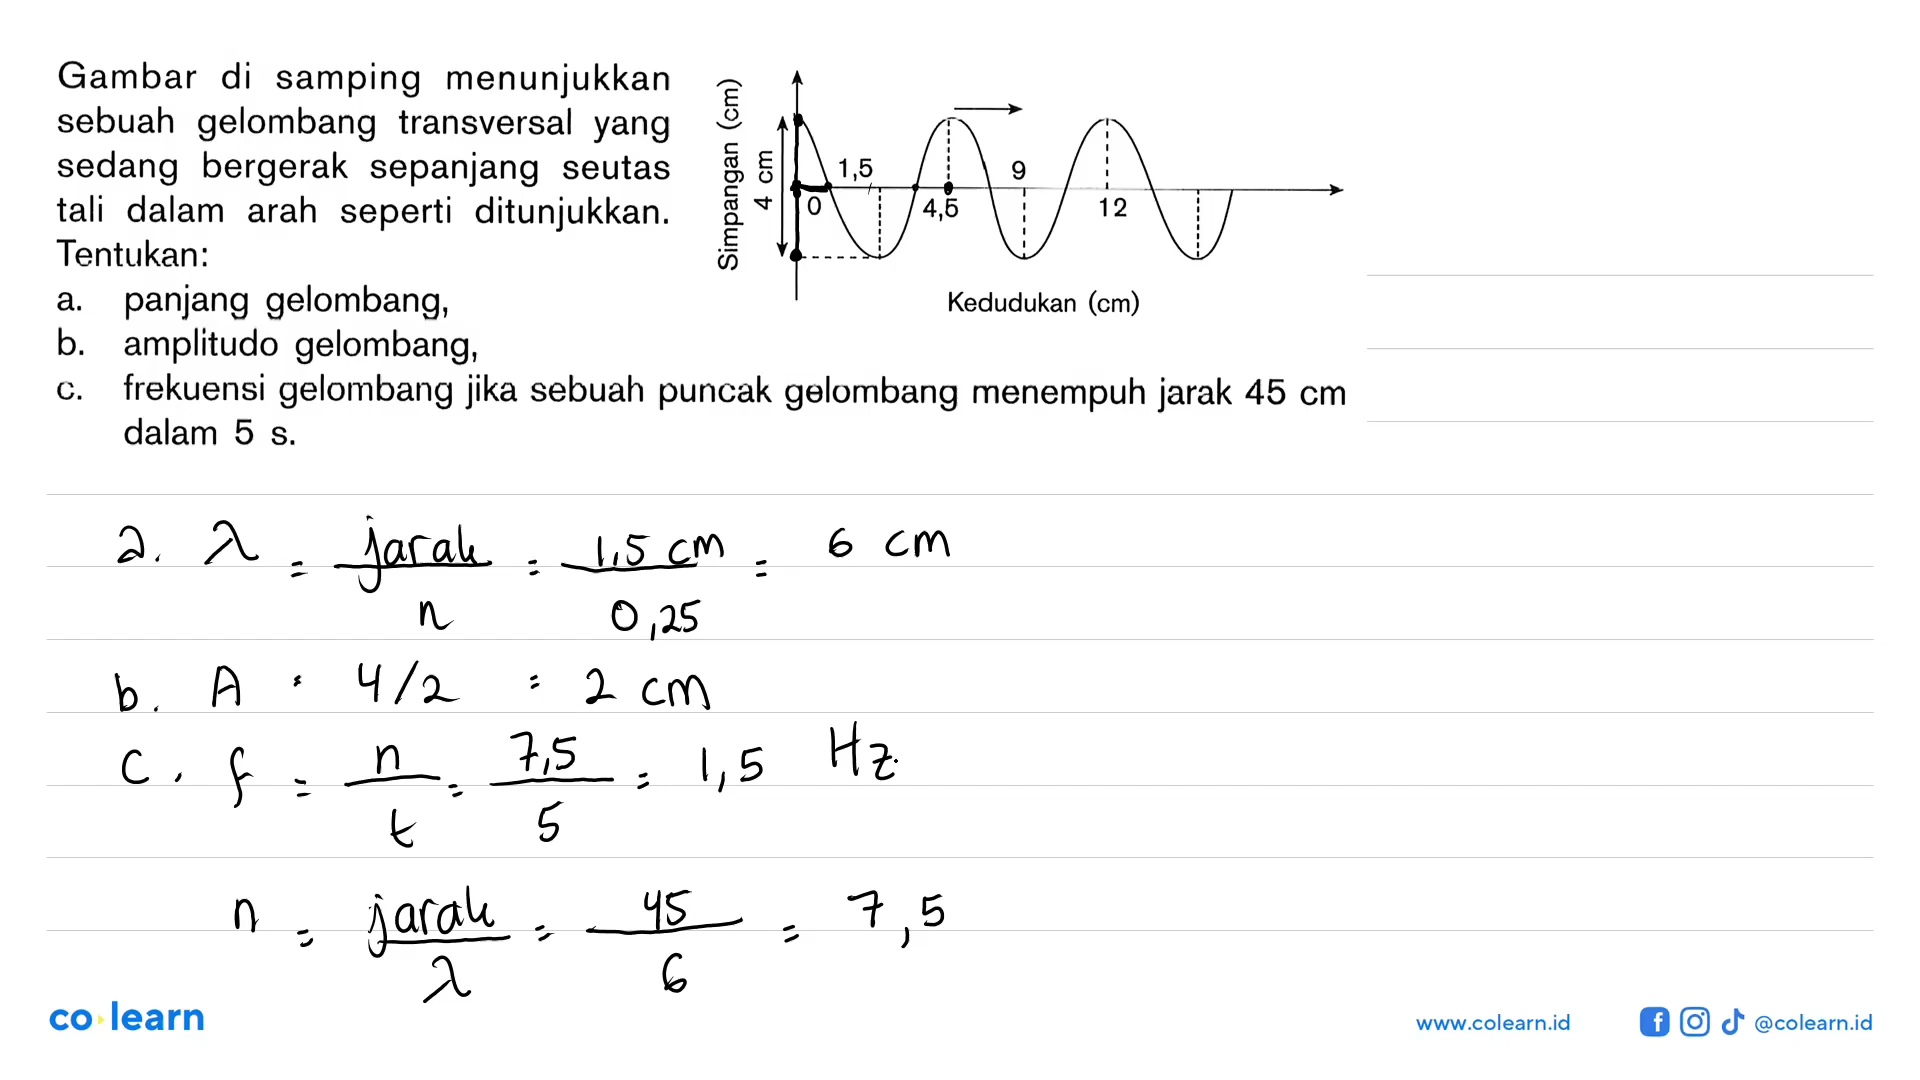 Gambar di samping menunjukkan
sebuah gelombang transversal yang
sedang bergerak sepanjang seutas
tali dalam arah seperti ditunjukkan.
Tentukan:
a. panjang gelombang,
b. amplitudo gelombang,
c. frekuensi gelombang jika sebuah puncak gelombang menempuh jarak 45 cm
dalam 5 s.
Simpangan (cm)
4 cm
1,5
9
0
4,5
12
Kedudukan (cm)
a. λ = jarak / n = 1,5 cm / 0,25 = 6 cm
b. A = 4/2 = 2 cm
c. f = n / t = 7,5 / 5 = 1,5 Hz.
n = jarak / λ = 45 / 6 = 7,5
co learn
www.colearn.id
@colearn.id